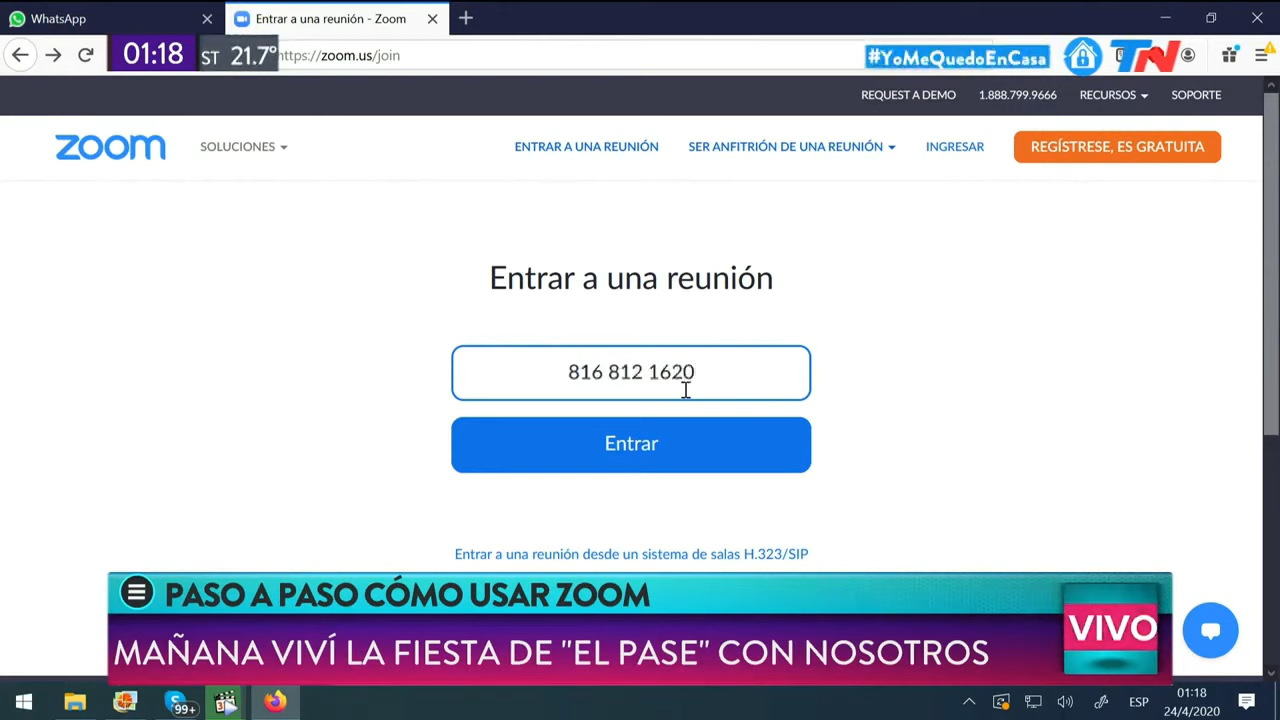 WhatsApp
Entrar a una reunión - Zoom
01:18
ST 21.7°
https://zoom.us/join
#YoMeQuedoEnCasa
TN
REQUEST A DEMO
1.888.799.9666
RECURSOS
SOPORTE
zoom
SOLUCIONES
ENTRAR A UNA REUNIÓN
SER ANFITRIÓN DE UNA REUNIÓN
INGRESAR
REGÍSTRESE, ES GRATUITA
Entrar a una reunión
816 812 1620
Entrar
Entrar a una reunión desde un sistema de salas H.323/SIP
PASO A PASO CÓMO USAR ZOOM
MAÑANA VIVÍ LA FIESTA DE "EL PASE" CON NOSOTROS
VIVO
99+
ESP
01:18
24/4/2020